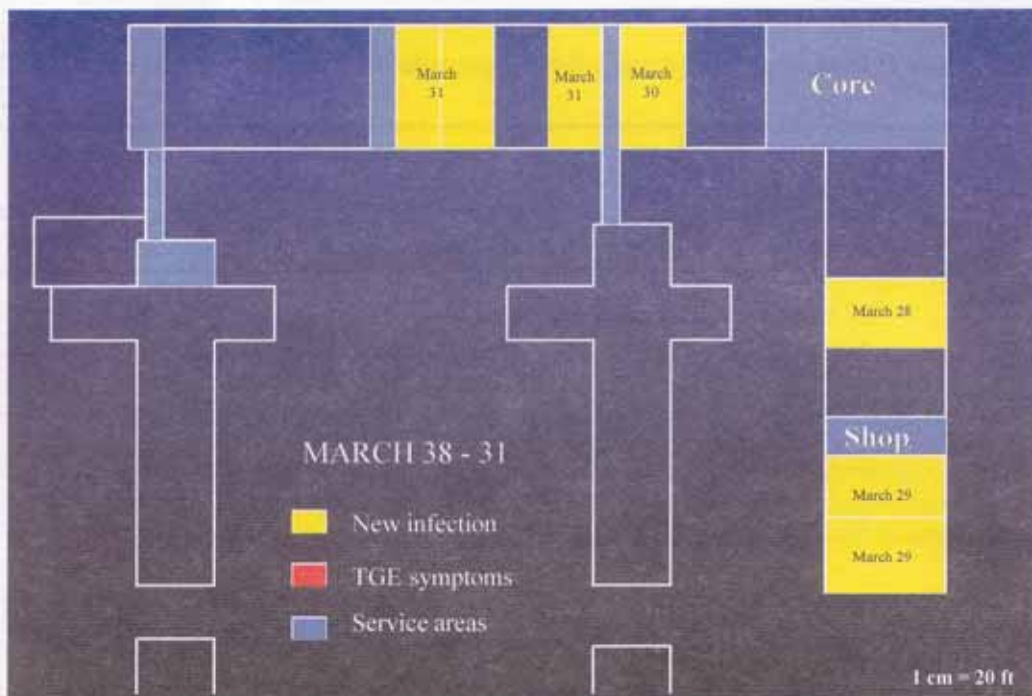 March
31
March
31
March
30
Core
March 28
Shop
March 29
March 29
MARCH 38 - 31
New infection
TGE symptoms
Service areas
1 cm = 20 ft